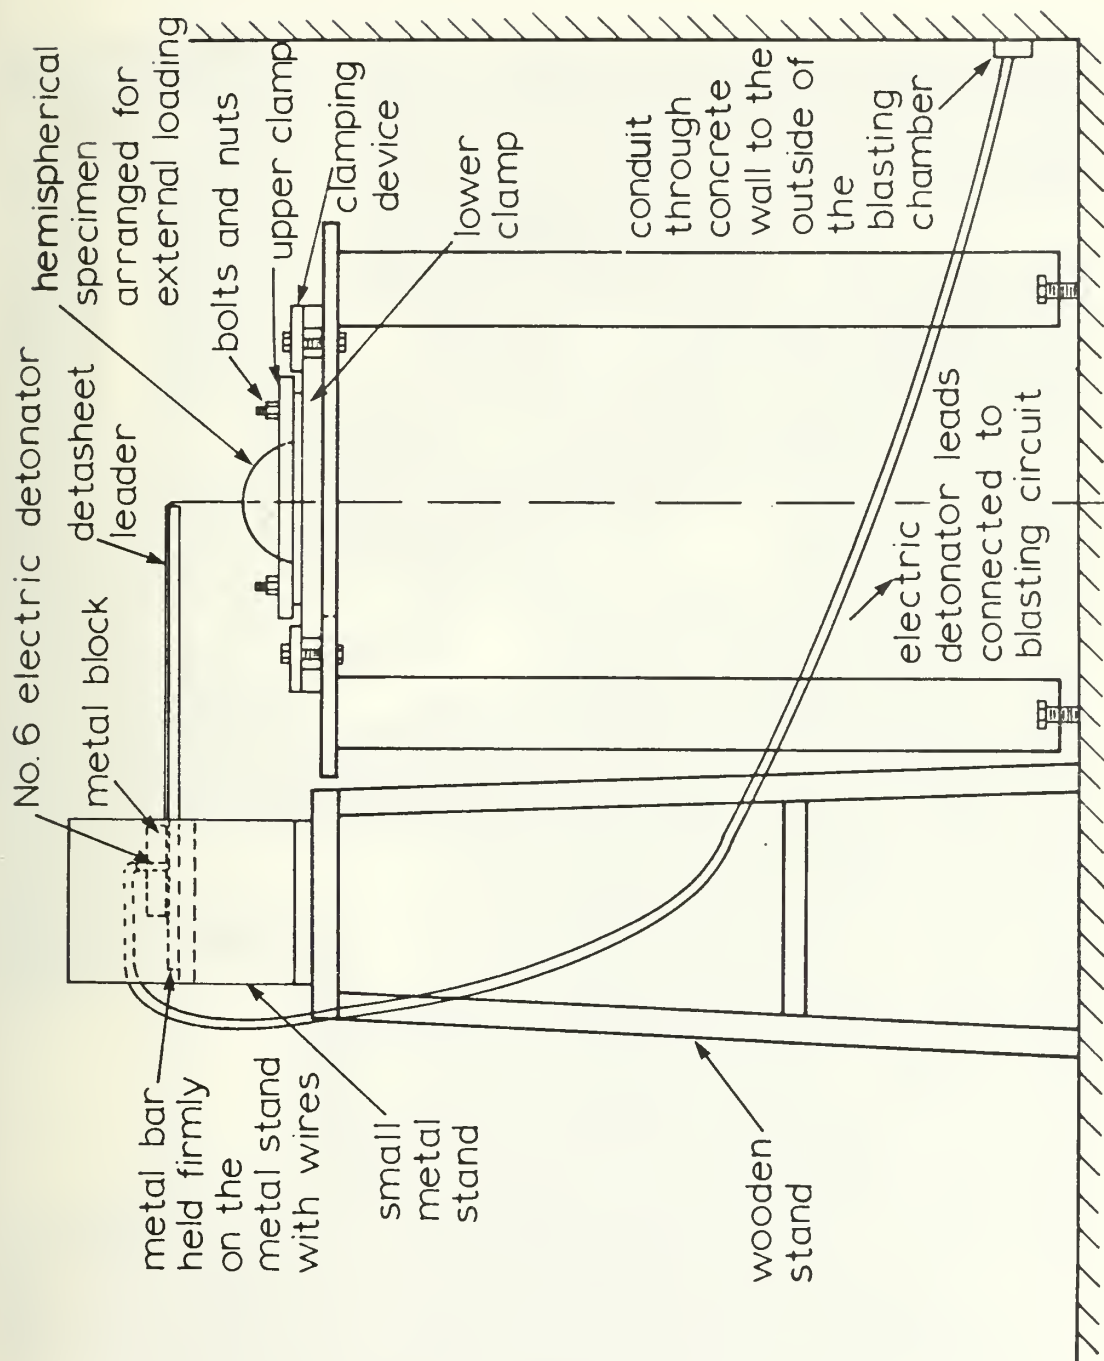 No. 6 electric detonator
metal block
detasheet
leader
hemispherical
specimen
arranged for
external loading
bolts and nuts
upper clamp
clamping
device
lower
clamp
conduit
through
concrete
wall to the
outside of
the
blasting
chamber
electric
detonator leads
connected to
blasting circuit
metal bar
held firmly
on the
metal stand
with wires
small
metal
stand
wooden
stand